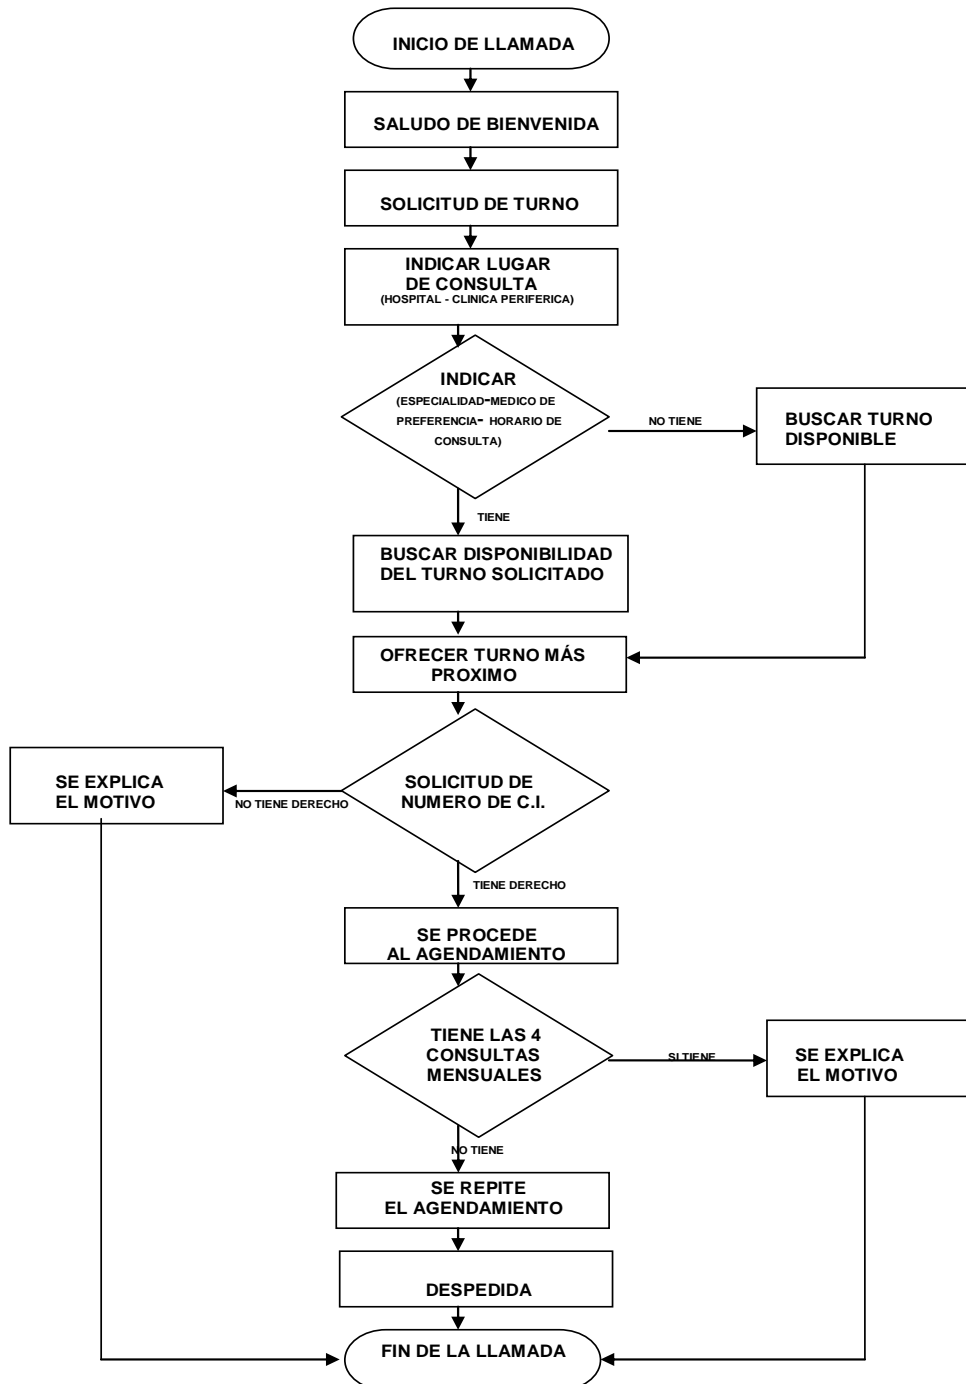 INICIO DE LLAMADA
SALUDO DE BIENVENIDA
SOLICITUD DE TURNO
INDICAR LUGAR
DE CONSULTA
(HOSPITAL - CLINICA PERIFERICA)
INDICAR
(ESPECIALIDAD-MEDICO DE
PREFERENCIA- HORARIO DE
CONSULTA)
NO TIENE
BUSCAR TURNO
DISPONIBLE
TIENE
BUSCAR DISPONIBILIDAD
DEL TURNO SOLICITADO
OFRECER TURNO MÁS
PROXIMO
SOLICITUD DE
NUMERO DE C.I.
NO TIENE DERECHO
SE EXPLICA
EL MOTIVO
TIENE DERECHO
SE PROCEDE
AL AGENDAMIENTO
TIENE LAS 4
CONSULTAS
MENSUALES
SI TIENE
SE EXPLICA
EL MOTIVO
NO TIENE
SE REPITE
EL AGENDAMIENTO
DESPEDIDA
FIN DE LA LLAMADA